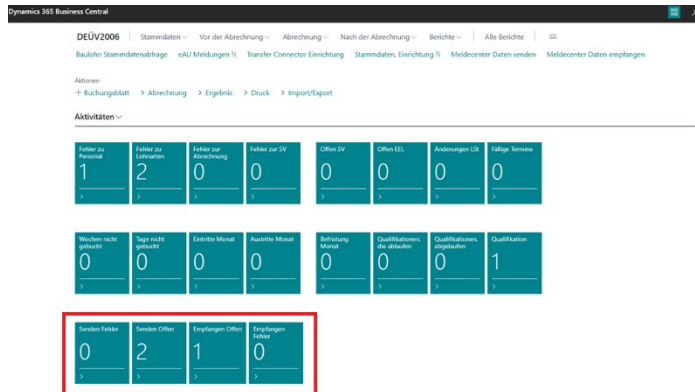 Dynamics 365 Business Central
DEÜV2006 Stammdaten Vor der Abrechnung Abrechnung Nach der Abrechnung Berichte Alle Berichte
Baulohn Stammdatenabfrage eAU Meldungen N Transfer Connector Einrichtung Stammdaten, Einrichtung N Meldecenter Daten senden Meldecenter Daten empfangen
Aktionen
+ Buchungsblatt > Abrechnung > Ergebnis > Druck > Import/Export
Aktivitäten
Fehler zu Personal
1
Fehler zu Lohnarten
2
Fehler zur Abrechnung
0
Fehler zur SV
0
Offen SV
0
Offen EEL
0
Änderungen LSt
0
Fällige Termine
0
Wochen nicht gebucht
0
Tage nicht gebucht
0
Eintritte Monat
0
Austritte Monat
0
Befristung Monat
0
Qualifikationen, die ablaufen
0
Qualifikationen, abgelaufen
0
Qualifikation
1
Senden Fehler
0
Senden Offen
2
Empfangen Offen
1
Empfangen Fehler
0